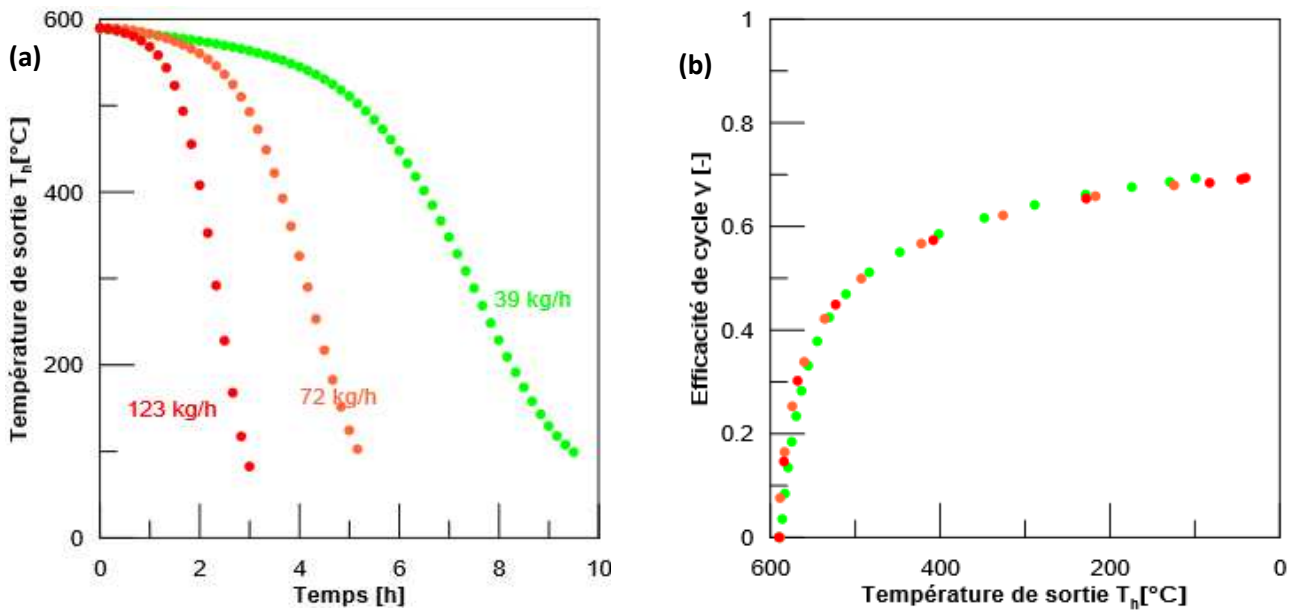 (a)
Température de sortie Tₕ[°C]
600
400
200
0
123 kg/h
72 kg/h
39 kg/h
0 2 4 6 8 10
Temps [h]
(b)
Efficacité de cycle γ [-]
1
0.8
0.6
0.4
0.2
0
600 400 200 0
Température de sortie Tₕ[°C]